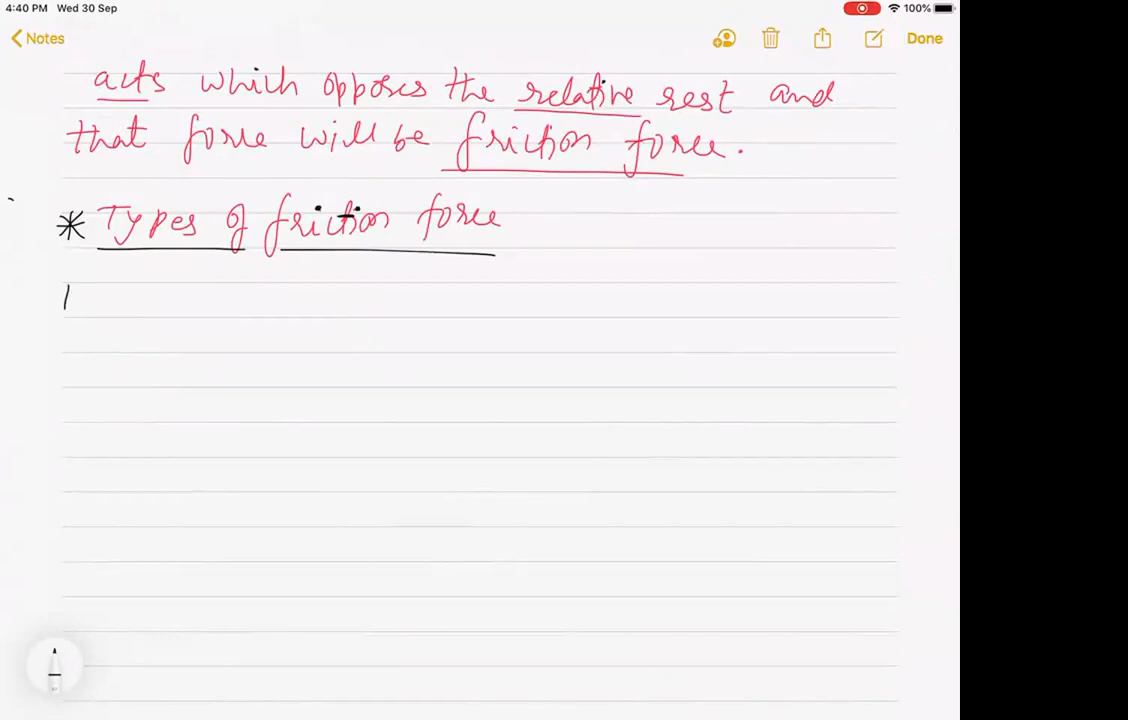 4:40 PM Wed 30 Sep 100%
Notes Done
acts which opposes the relative rest and
that force will be friction force.
* Types of friction force